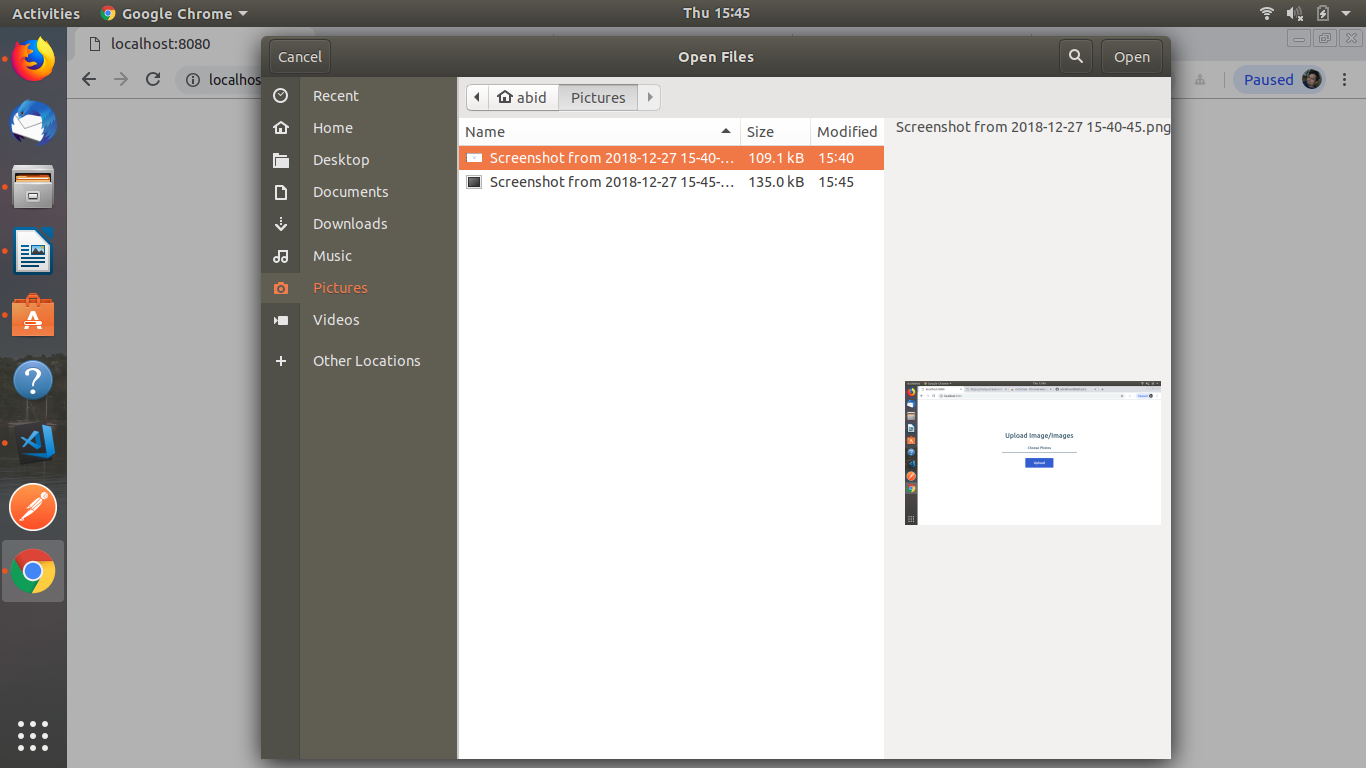 Activities Google Chrome Thu 15:45
localhost:8080
localhos
Paused
Cancel Open Files Open
Recent
Home
Desktop
Documents
Downloads
Music
Pictures
Videos
Other Locations
abid Pictures
Name Size Modified
Screenshot from 2018-12-27 15-40-… 109.1 kB 15:40
Screenshot from 2018-12-27 15-45-… 135.0 kB 15:45
Screenshot from 2018-12-27 15-40-45.png
Upload Image/Images
Choose Photos
Upload